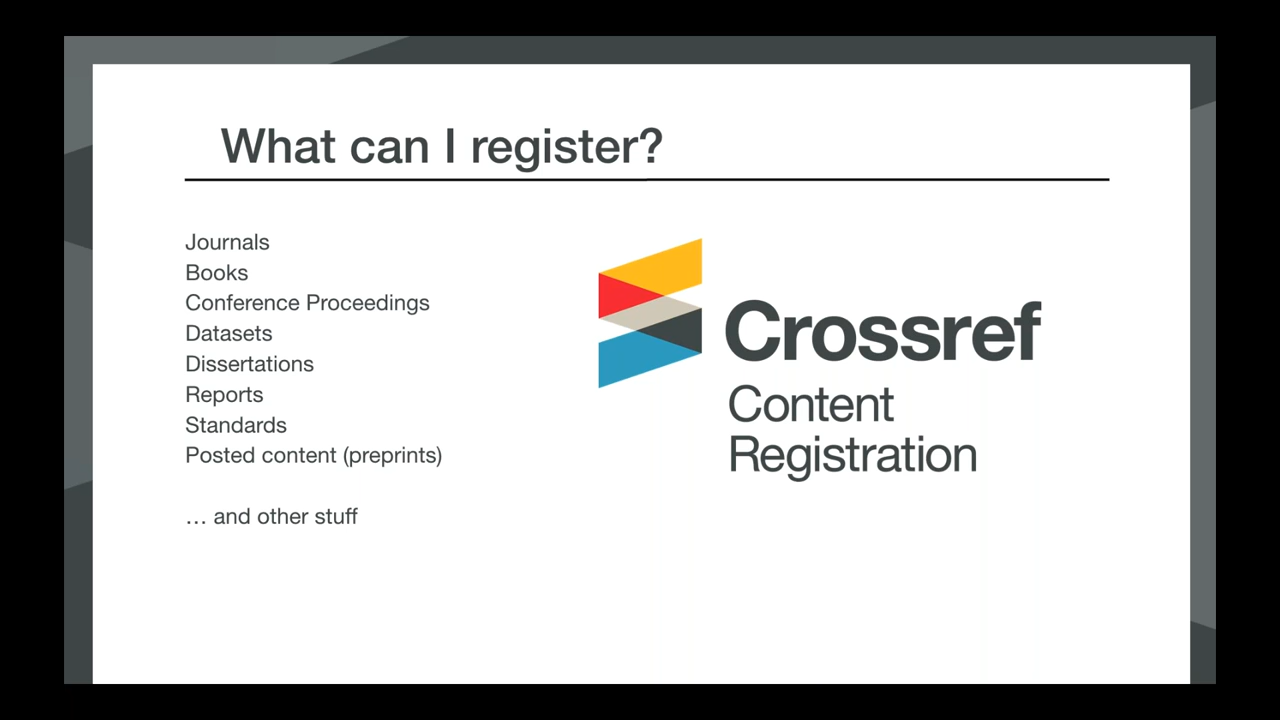 What can I register?
Journals
Books
Conference Proceedings
Datasets
Dissertations
Reports
Standards
Posted content (preprints)
… and other stuff
Crossref
Content
Registration